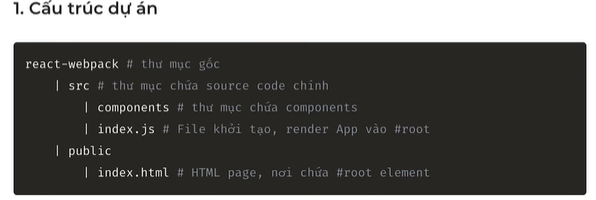 1. Cấu trúc dự án
react-webpack # thư mục gốc
| src # thư mục chứa source code chính
| components # thư mục chứa components
| index.js # File khởi tạo, render App vào #root
| public
| index.html # HTML page, nơi chứa #root element